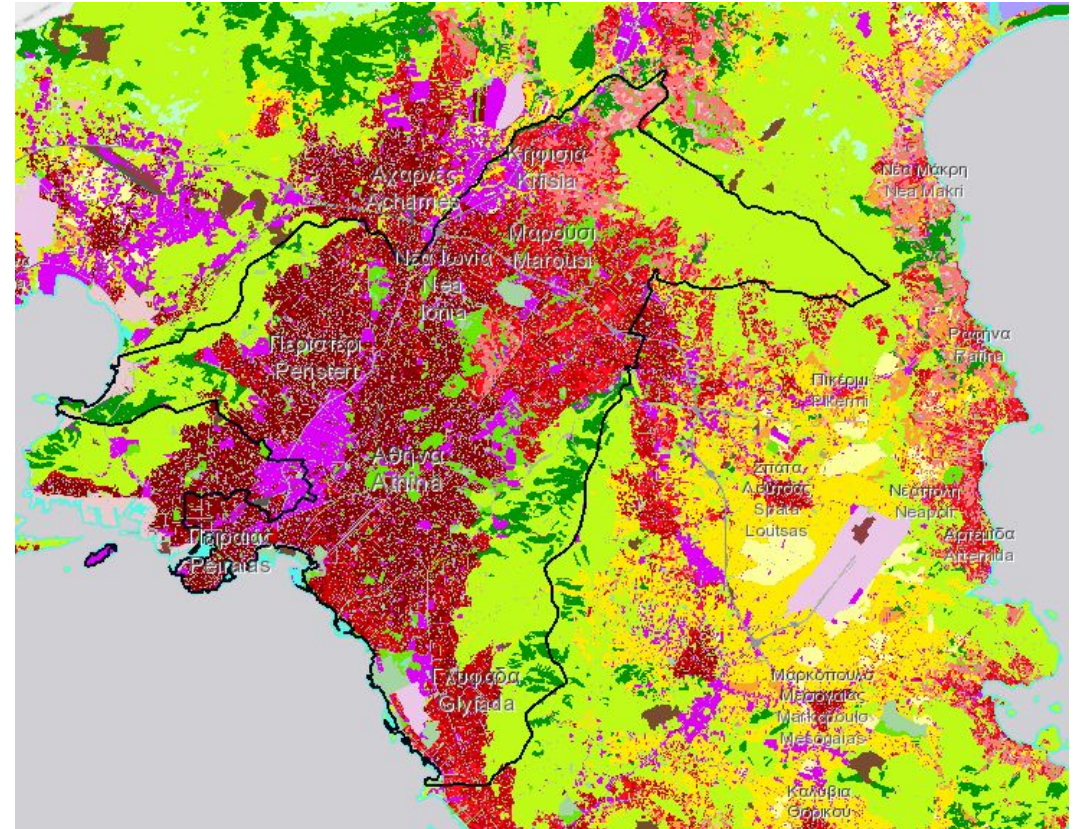 Κηφισιά
Kifisia
Αχαρνές
Acharnes
Νέα Μάκρη
Nea Makri
Μαρούσι
Marousi
Νέα Ιωνία
Nea
Ionia
Ραφήνα
Rafina
Περιστέρι
Peristeri
Πικέρμι
Pikermi
Αθήνα
Athina
Σπάτα
Λούτσας
Spata
Loutsas
Νεάπολη
Neapoli
Αρτέμιδα
Artemida
Πειραιάς
Peiraias
Γλυφάδα
Glyfada
Μαρκόπουλο
Μεσογαίας
Markopoulo
Mesogaias
Καλύβια
Θορικού